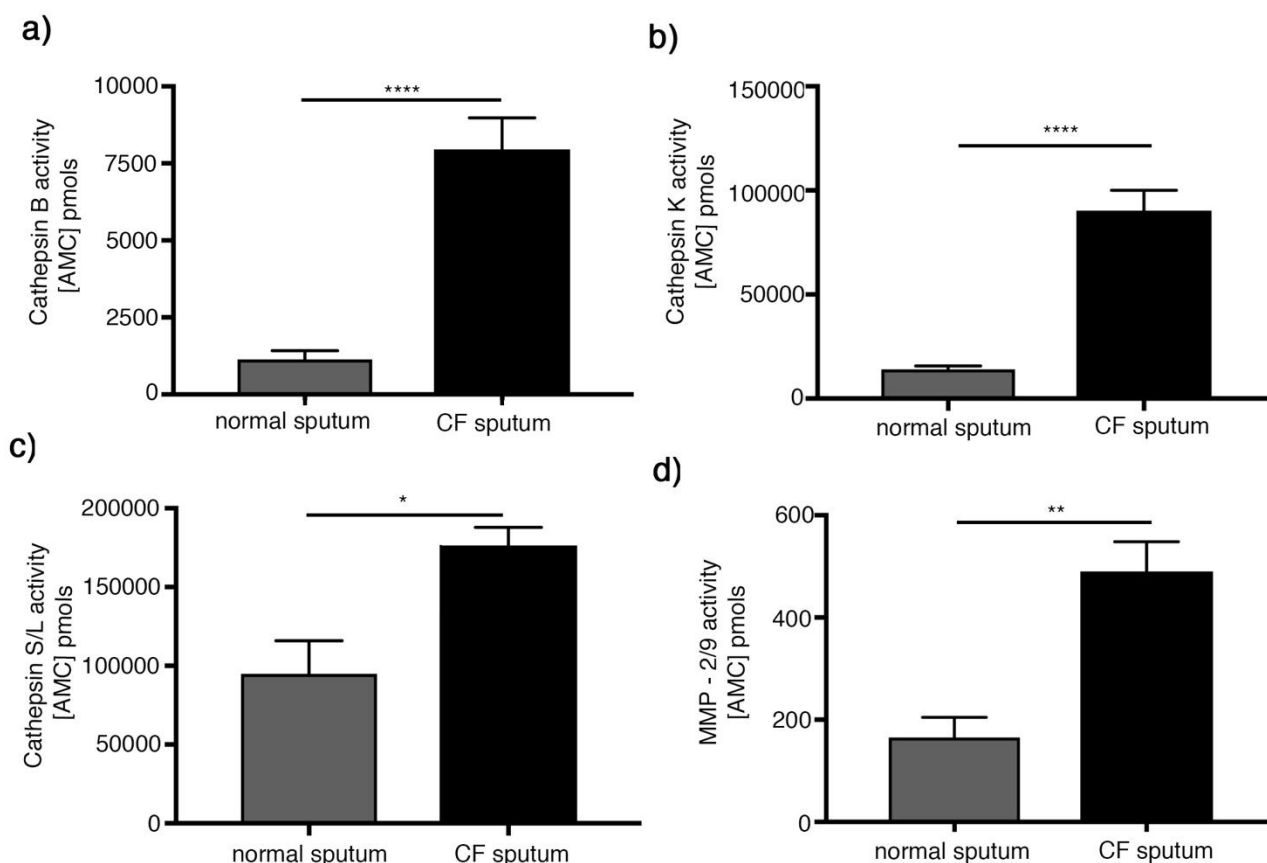 a)
Cathepsin B activity
[AMC] pmols
10000
7500
5000
2500
0
****
normal sputum
CF sputum
b)
Cathepsin K activity
[AMC] pmols
150000
100000
50000
0
****
normal sputum
CF sputum
c)
Cathepsin S/L activity
[AMC] pmols
200000
150000
100000
50000
0
*
normal sputum
CF sputum
d)
MMP - 2/9 activity
[AMC] pmols
600
400
200
0
**
normal sputum
CF sputum